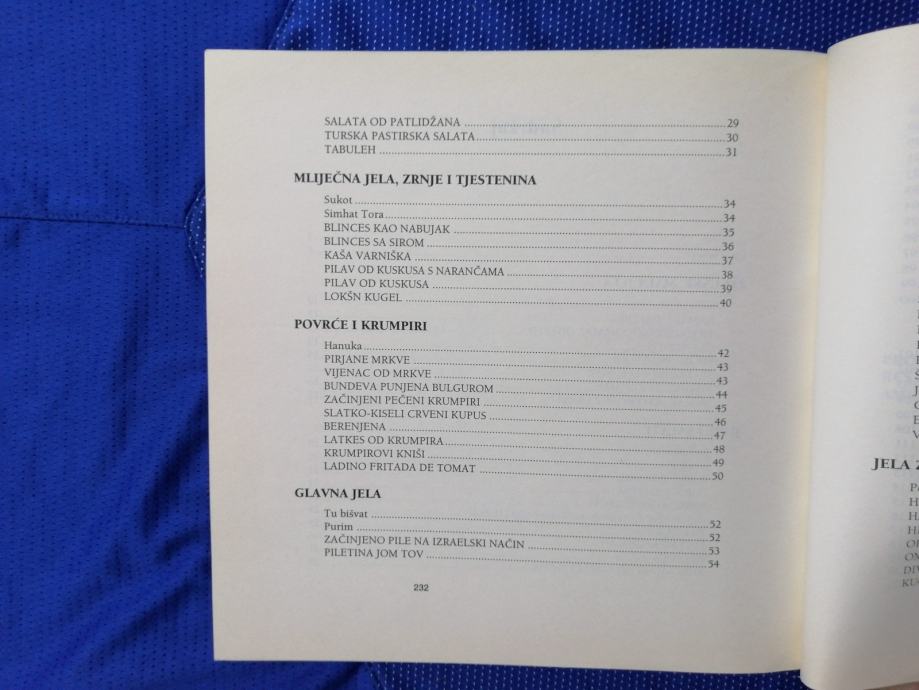 SALATA OD PATLIDŽANA 29
TURSKA PASTIRSKA SALATA 30
TABULEH 31
MLIJEČNA JELA, ZRNJE I TJESTENINA
Sukot 34
Simhat Tora 34
BLINCES KAO NABUJAK 35
BLINCES SA SIROM 36
KAŠA VARNIŠKA 37
PILAV OD KUSKUSA S NARANČAMA 38
PILAV OD KUSKUSA 39
LOKŠN KUGEL 40
POVRĆE I KRUMPIRI
Hanuka 42
PIRJANE MRKVE 43
VIJENAC OD MRKVE 43
BUNDEVA PUNJENA BULGUROM 44
ZAČINJENI PEČENI KRUMPIRI 45
SLATKO-KISELI CRVENI KUPUS 46
BERENJENA 47
LATKES OD KRUMPIRA 48
KRUMPIROVI KNIŠI 49
LADINO FRITADA DE TOMAT 50
GLAVNA JELA
Tu bišvat 52
Purim 52
ZAČINJENO PILE NA IZRAELSKI NAČIN 53
PILETINA JOM TOV 54
232
JELA